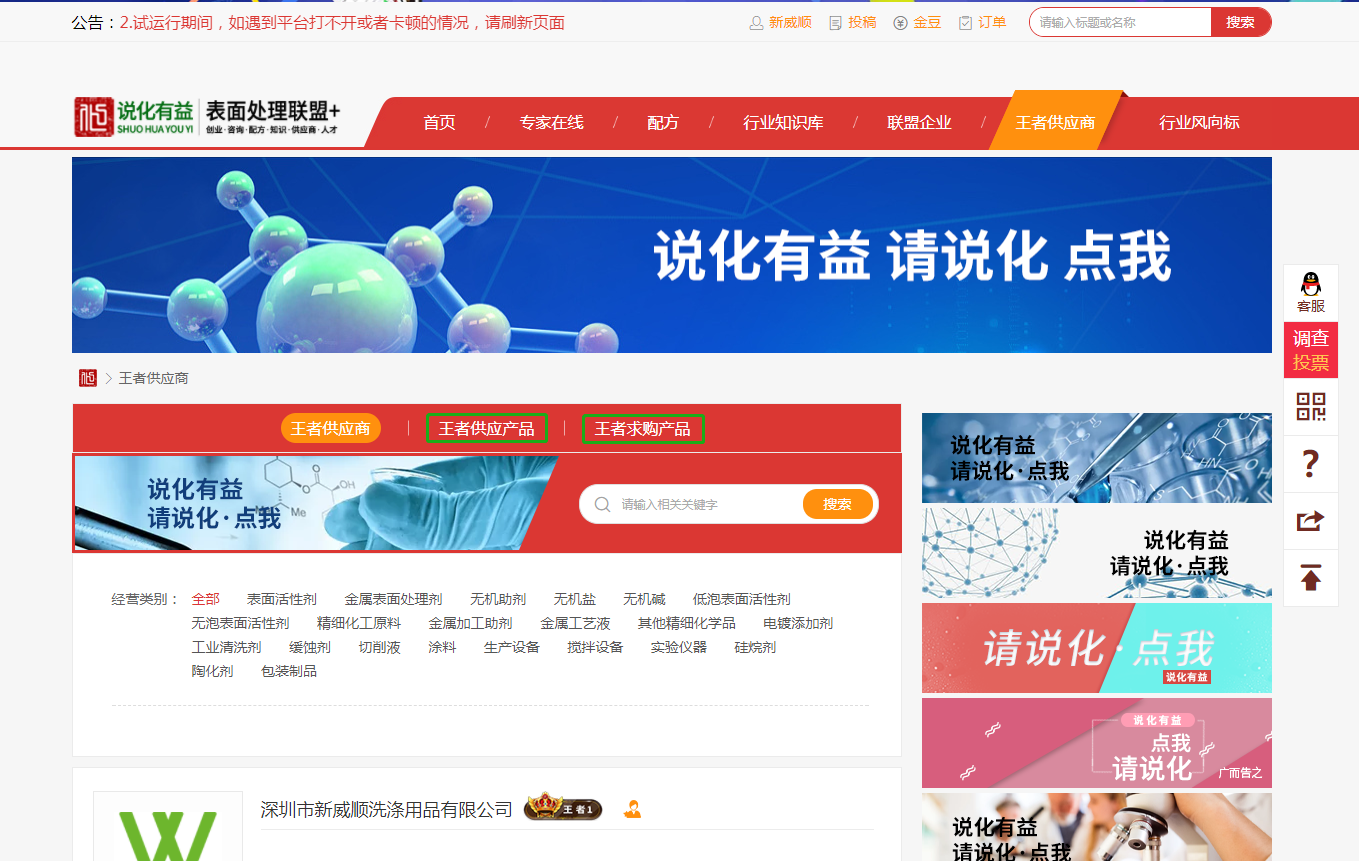 公告：2.试运行期间，如遇到平台打不开或者卡顿的情况，请刷新页面
新威顺 投稿 金豆 订单 请输入标题或名称 搜索
说化有益 表面处理联盟+
SHUO HUA YOU YI 创业·咨询·配方·知识·供应商·人才
首页 / 专家在线 / 配方 / 行业知识库 / 联盟企业 / 王者供应商 行业风向标
说化有益 请说化 点我
客服
调查
投票
?
王者供应商
王者供应商 | 王者供应产品 | 王者求购产品
说化有益
请说化·点我
OH
Me
请输入相关关键字 搜索
经营类别： 全部 表面活性剂 金属表面处理剂 无机助剂 无机盐 无机碱 低泡表面活性剂
无泡表面活性剂 精细化工原料 金属加工助剂 金属工艺液 其他精细化学品 电镀添加剂
工业清洗剂 缓蚀剂 切削液 涂料 生产设备 搅拌设备 实验仪器 硅烷剂
陶化剂 包装制品
深圳市新威顺洗涤用品有限公司 王者1
W
说化有益
请说化·点我
说化有益
请说化·点我
请说化·点我
说化有益
说化有益
点我
请说化
广而告之
说化有益
请说化·点我